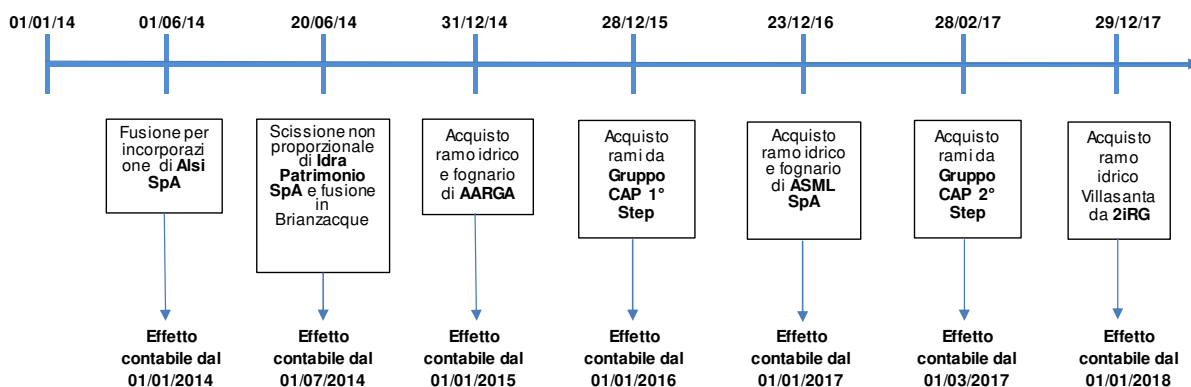 01/01/14 01/06/14 20/06/14 31/12/14 28/12/15 23/12/16 28/02/17 29/12/17
Fusione per
incorporazi
one di Alsi
SpA
Scissione non
proporzionale
di Idra
Patrimonio
SpA e fusione in
Brianzacque
Acquisto
ramo idrico
e fognario
di AARGA
Acquisto
rami da
Gruppo
CAP 1°
Step
Acquisto
ramo idrico
e fognario
di ASML
SpA
Acquisto
rami da
Gruppo
CAP 2°
Step
Acquisto
ramo
idrico
Villasanta
da 2iRG
Effetto
contabile dal
01/01/2014
Effetto
contabile dal
01/07/2014
Effetto
contabile dal
01/01/2015
Effetto
contabile dal
01/01/2016
Effetto
contabile dal
01/01/2017
Effetto
contabile dal
01/03/2017
Effetto
contabile dal
01/01/2018